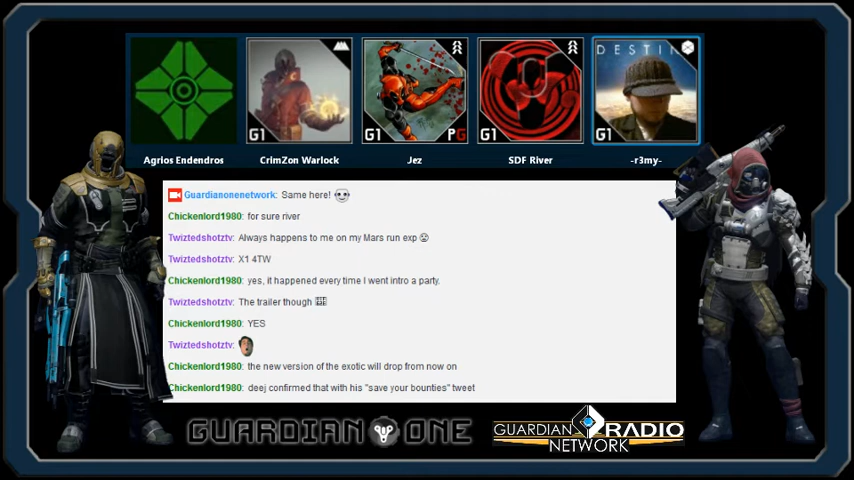 DESTIN
G1
G1 PG
G1
G1
Agrios Endendros
CrimZon Warlock
Jez
SDF River
-r3my-
Guardianonenetwork: Same here!
Chickenlord1980: for sure river
Twiztedshotztv: Always happens to me on my Mars run exp
Twiztedshotztv: X1 4TW
Chickenlord1980: yes, it happened every time I went intro a party.
Twiztedshotztv: The trailer though
Chickenlord1980: YES
Twiztedshotztv:
Chickenlord1980: the new version of the exotic will drop from now on
Chickenlord1980: deej confirmed that with his "save your bounties" tweet
GUARDIAN ONE
GUARDIAN RADIO
NETWORK